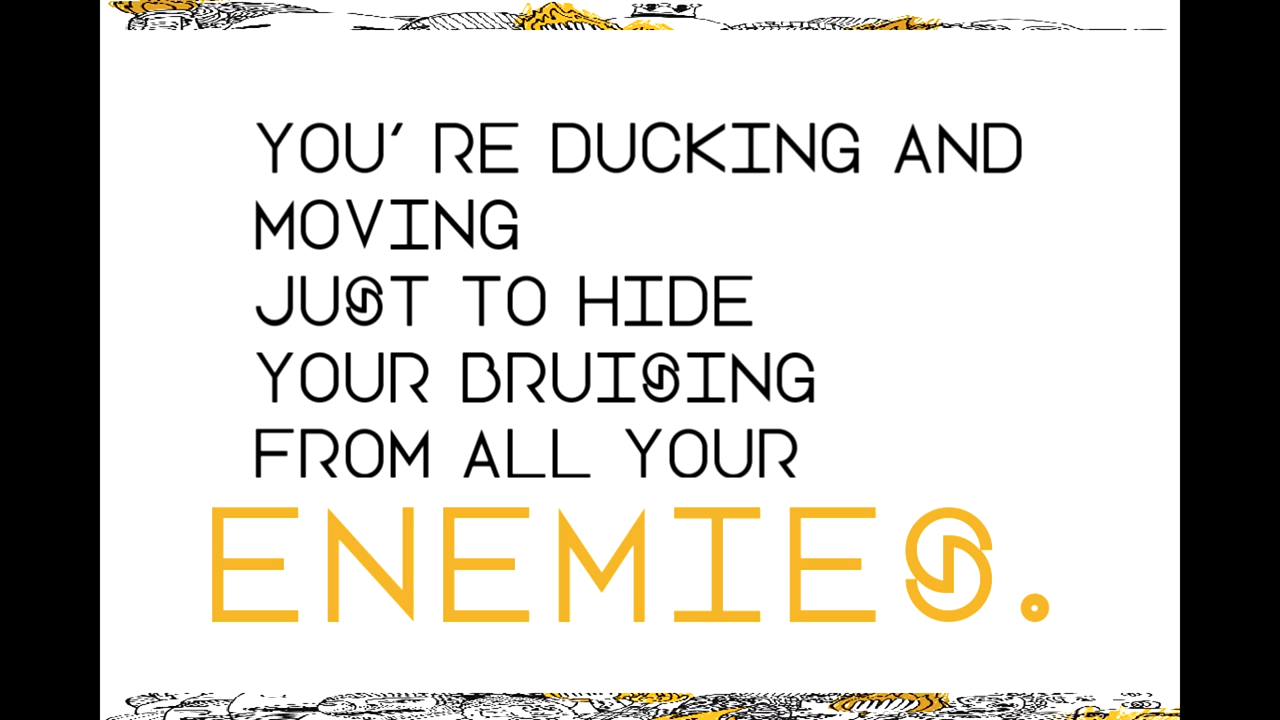 YOU'RE DUCKING AND
MOVING
JUST TO HIDE
YOUR BRUISING
FROM ALL YOUR
ENEMIES.